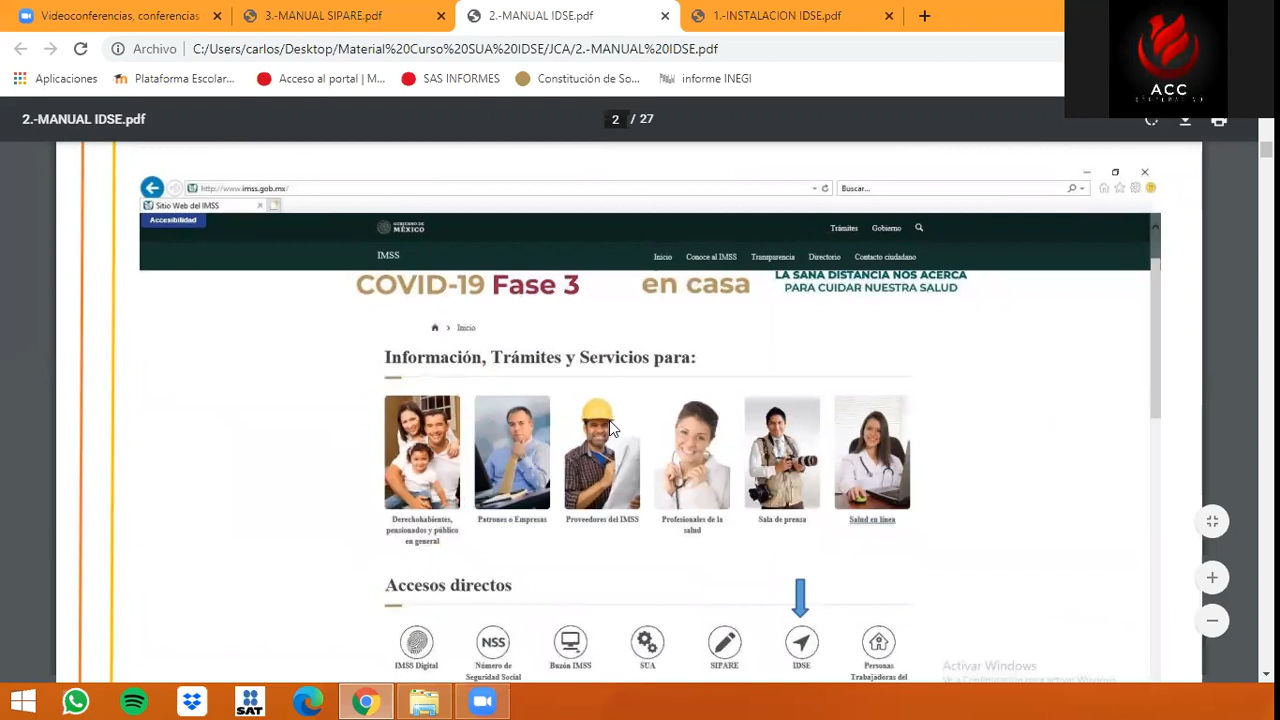 Videoconferencias, conferencias
3.-MANUAL SIPARE.pdf
2.-MANUAL IDSE.pdf
1.-INSTALACION IDSE.pdf
Archivo
C:/Users/carlos/Desktop/Material%20Curso%20SUA%20IDSE/JCA/2.-MANUAL%20IDSE.pdf
Aplicaciones
Plataforma Escolar...
Acceso al portal | M...
SAS INFORMES
Constitución de So...
informe INEGI
ACC
2.-MANUAL IDSE.pdf
2 / 27
http://www.imss.gob.mx/
Buscar...
Sitio Web del IMSS
Accesibilidad
GOBIERNO DE
MÉXICO
Trámites Gobierno
IMSS
Inicio Conoce al IMSS Transparencia Directorio Contacto ciudadano
COVID-19 Fase 3
en casa
LA SANA DISTANCIA NOS ACERCA
PARA CUIDAR NUESTRA SALUD
Inicio
Información, Trámites y Servicios para:
Derechohabientes,
pensionados y público
en general
Patrones o Empresas
Proveedores del IMSS
Profesionales de la
salud
Sala de prensa
Salud en línea
Accesos directos
IMSS Digital
NSS
Número de
Seguridad Social
Buzón IMSS
SUA
SIPARE
IDSE
Personas
Trabajadoras del
Activar Windows
SAT